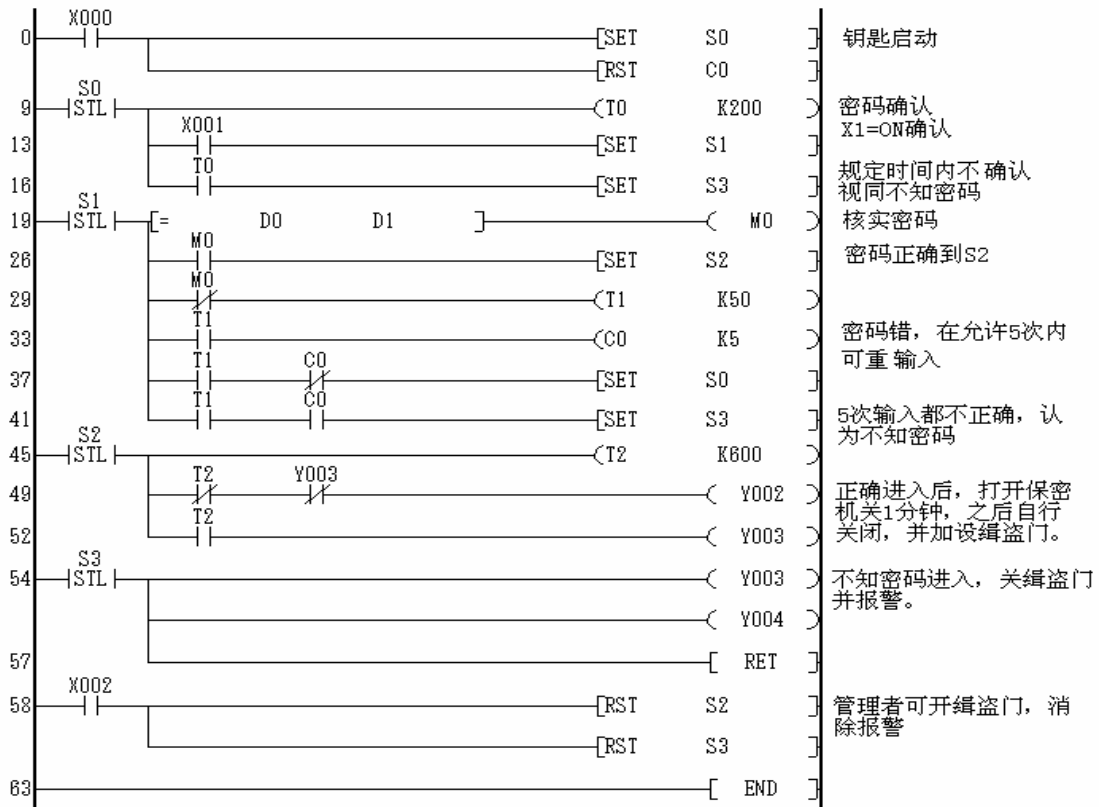 X000
0 [SET S0 ] 钥匙启动
[RST C0 ]
S0
9 STL (T0 K200 ) 密码确认
X001 X1=ON确认
13 [SET S1 ]
T0 规定时间内不确认
16 [SET S3 ] 视同不知密码
S1
19 STL [= D0 D1 ] ( M0 ) 核实密码
M0
26 [SET S2 ] 密码正确到S2
M0
29 (T1 K50 )
T1
33 (C0 K5 ) 密码错，在允许5次内
可重输入
T1 C0
37 [SET S0 ]
T1 C0
41 [SET S3 ] 5次输入都不正确，认
为不知密码
S2
45 STL (T2 K600 )
T2 Y003
49 ( Y002 ) 正确进入后，打开保密
机关1分钟，之后自行
T2 关闭，并加设缉盗门。
52 ( Y003 )
S3
54 STL ( Y003 ) 不知密码进入，关缉盗门
并报警。
( Y004 )
57 [ RET ]
X002
58 [RST S2 ] 管理者可开缉盗门，消
除报警
[RST S3 ]
63 [ END ]